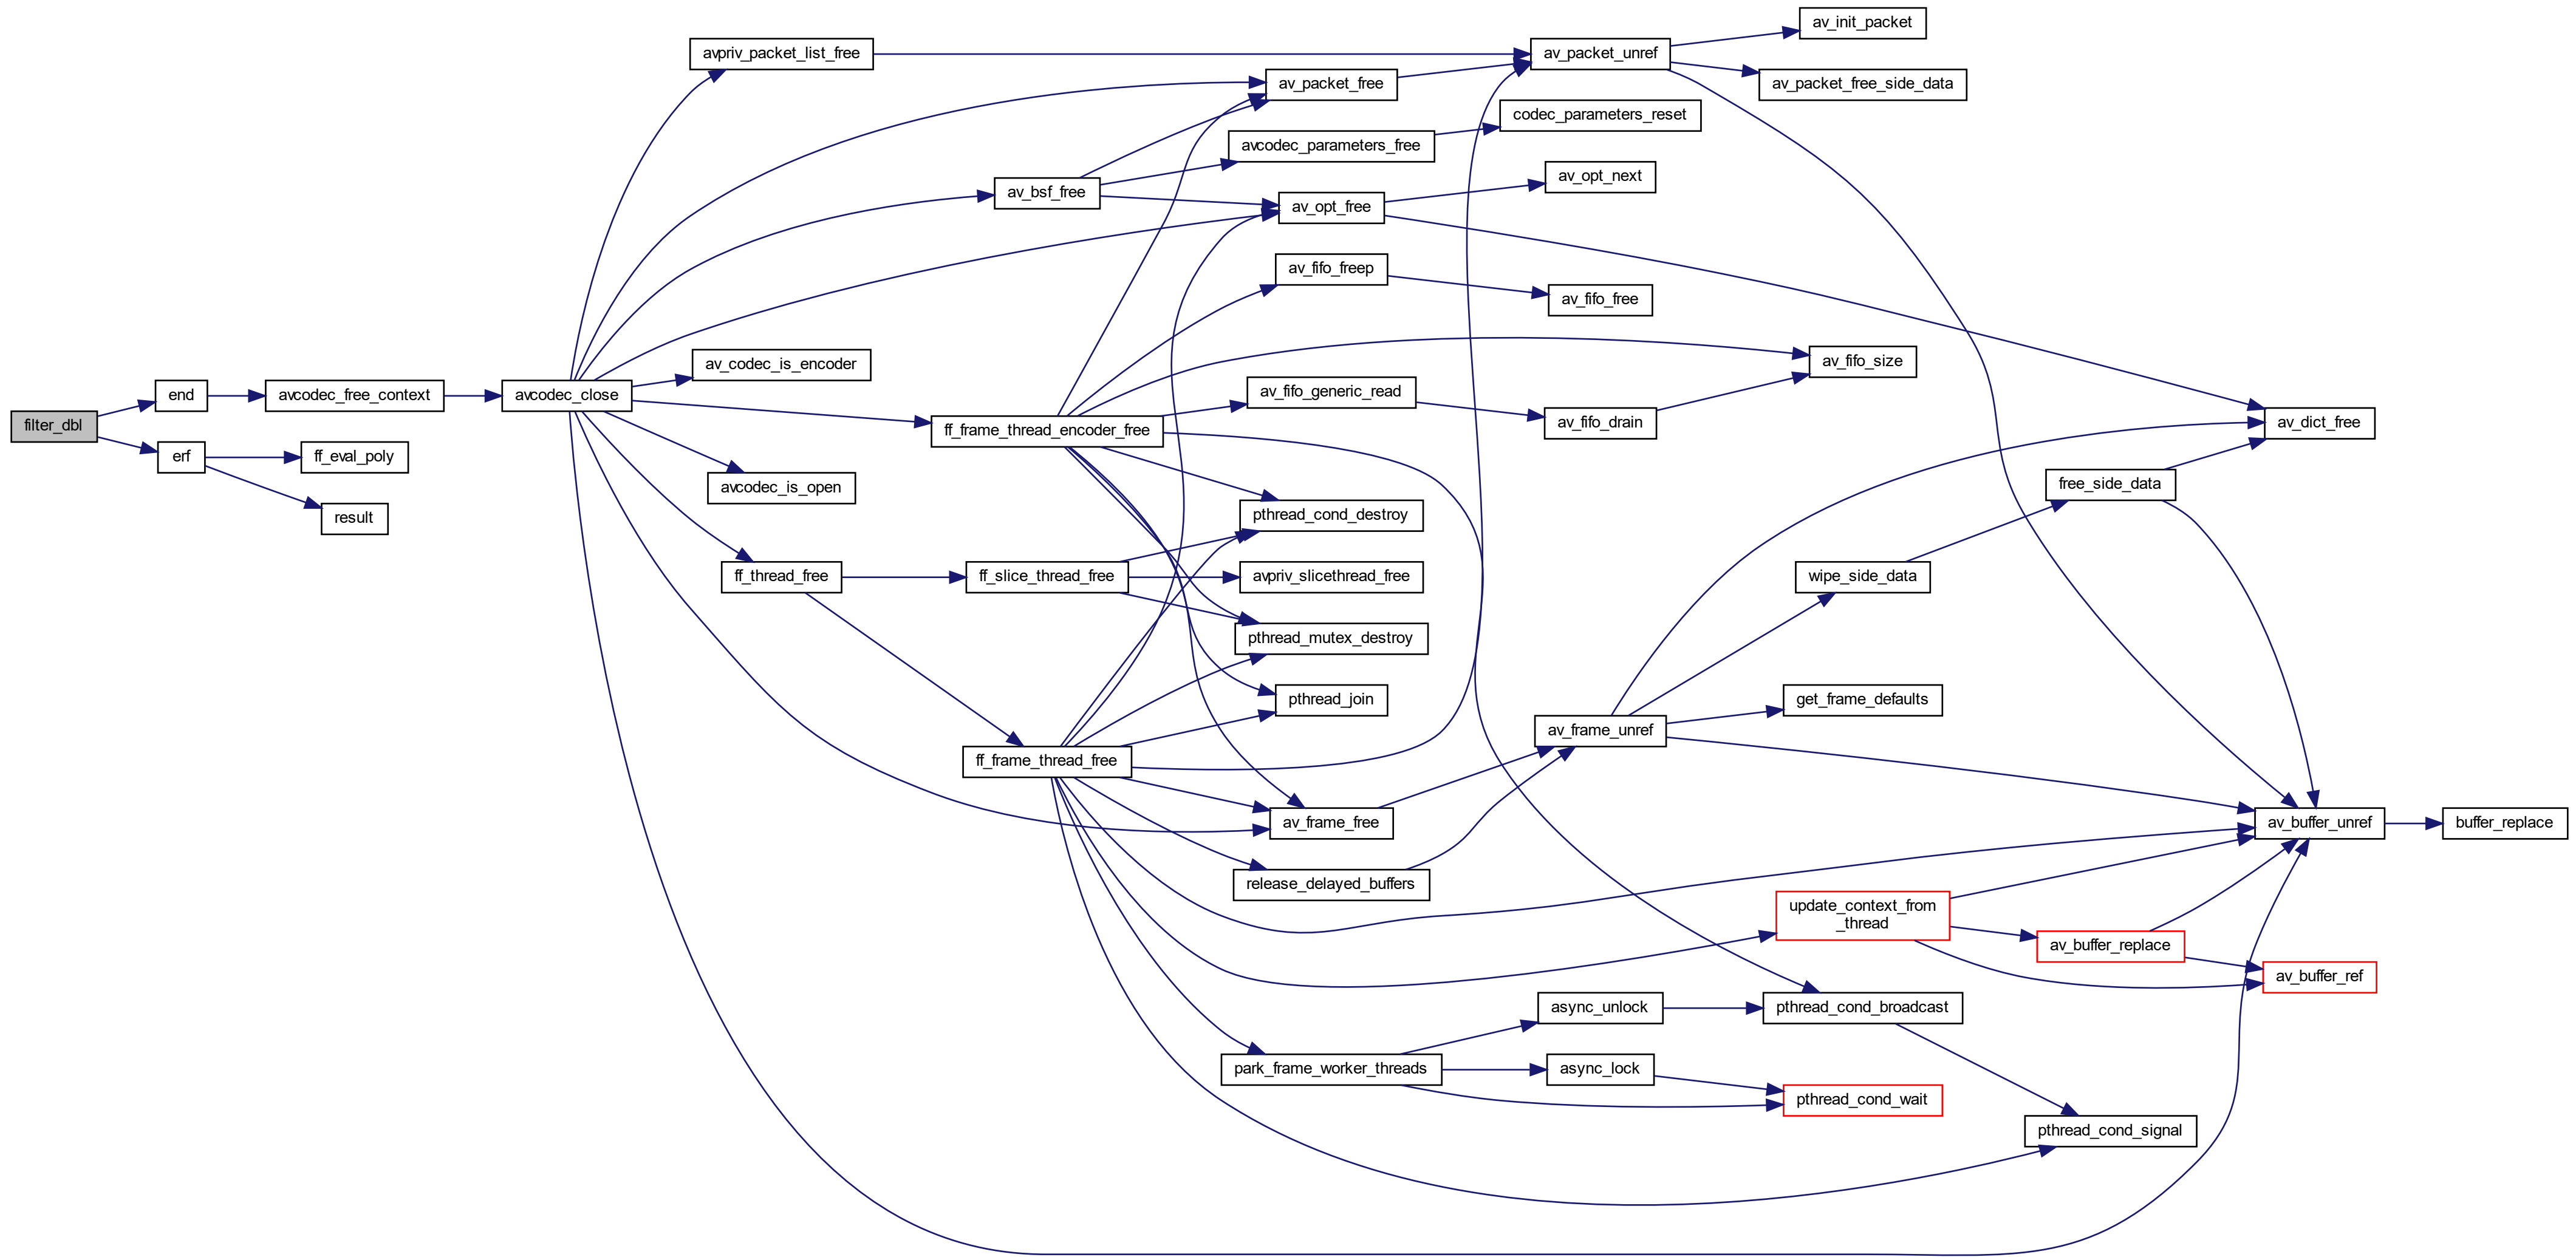 filter_dbl
end
erf
avcodec_free_context
ff_eval_poly
result
avcodec_close
avpriv_packet_list_free
av_codec_is_encoder
avcodec_is_open
ff_thread_free
av_bsf_free
ff_frame_thread_encoder_free
ff_slice_thread_free
ff_frame_thread_free
av_packet_free
avcodec_parameters_free
av_opt_free
av_fifo_freep
av_fifo_generic_read
pthread_cond_destroy
avpriv_slicethread_free
pthread_mutex_destroy
pthread_join
av_frame_free
release_delayed_buffers
park_frame_worker_threads
av_packet_unref
codec_parameters_reset
av_opt_next
av_fifo_free
av_fifo_drain
av_frame_unref
async_unlock
async_lock
av_init_packet
av_packet_free_side_data
av_fifo_size
wipe_side_data
get_frame_defaults
update_context_from
_thread
pthread_cond_broadcast
pthread_cond_wait
free_side_data
av_buffer_replace
pthread_cond_signal
av_dict_free
av_buffer_unref
av_buffer_ref
buffer_replace